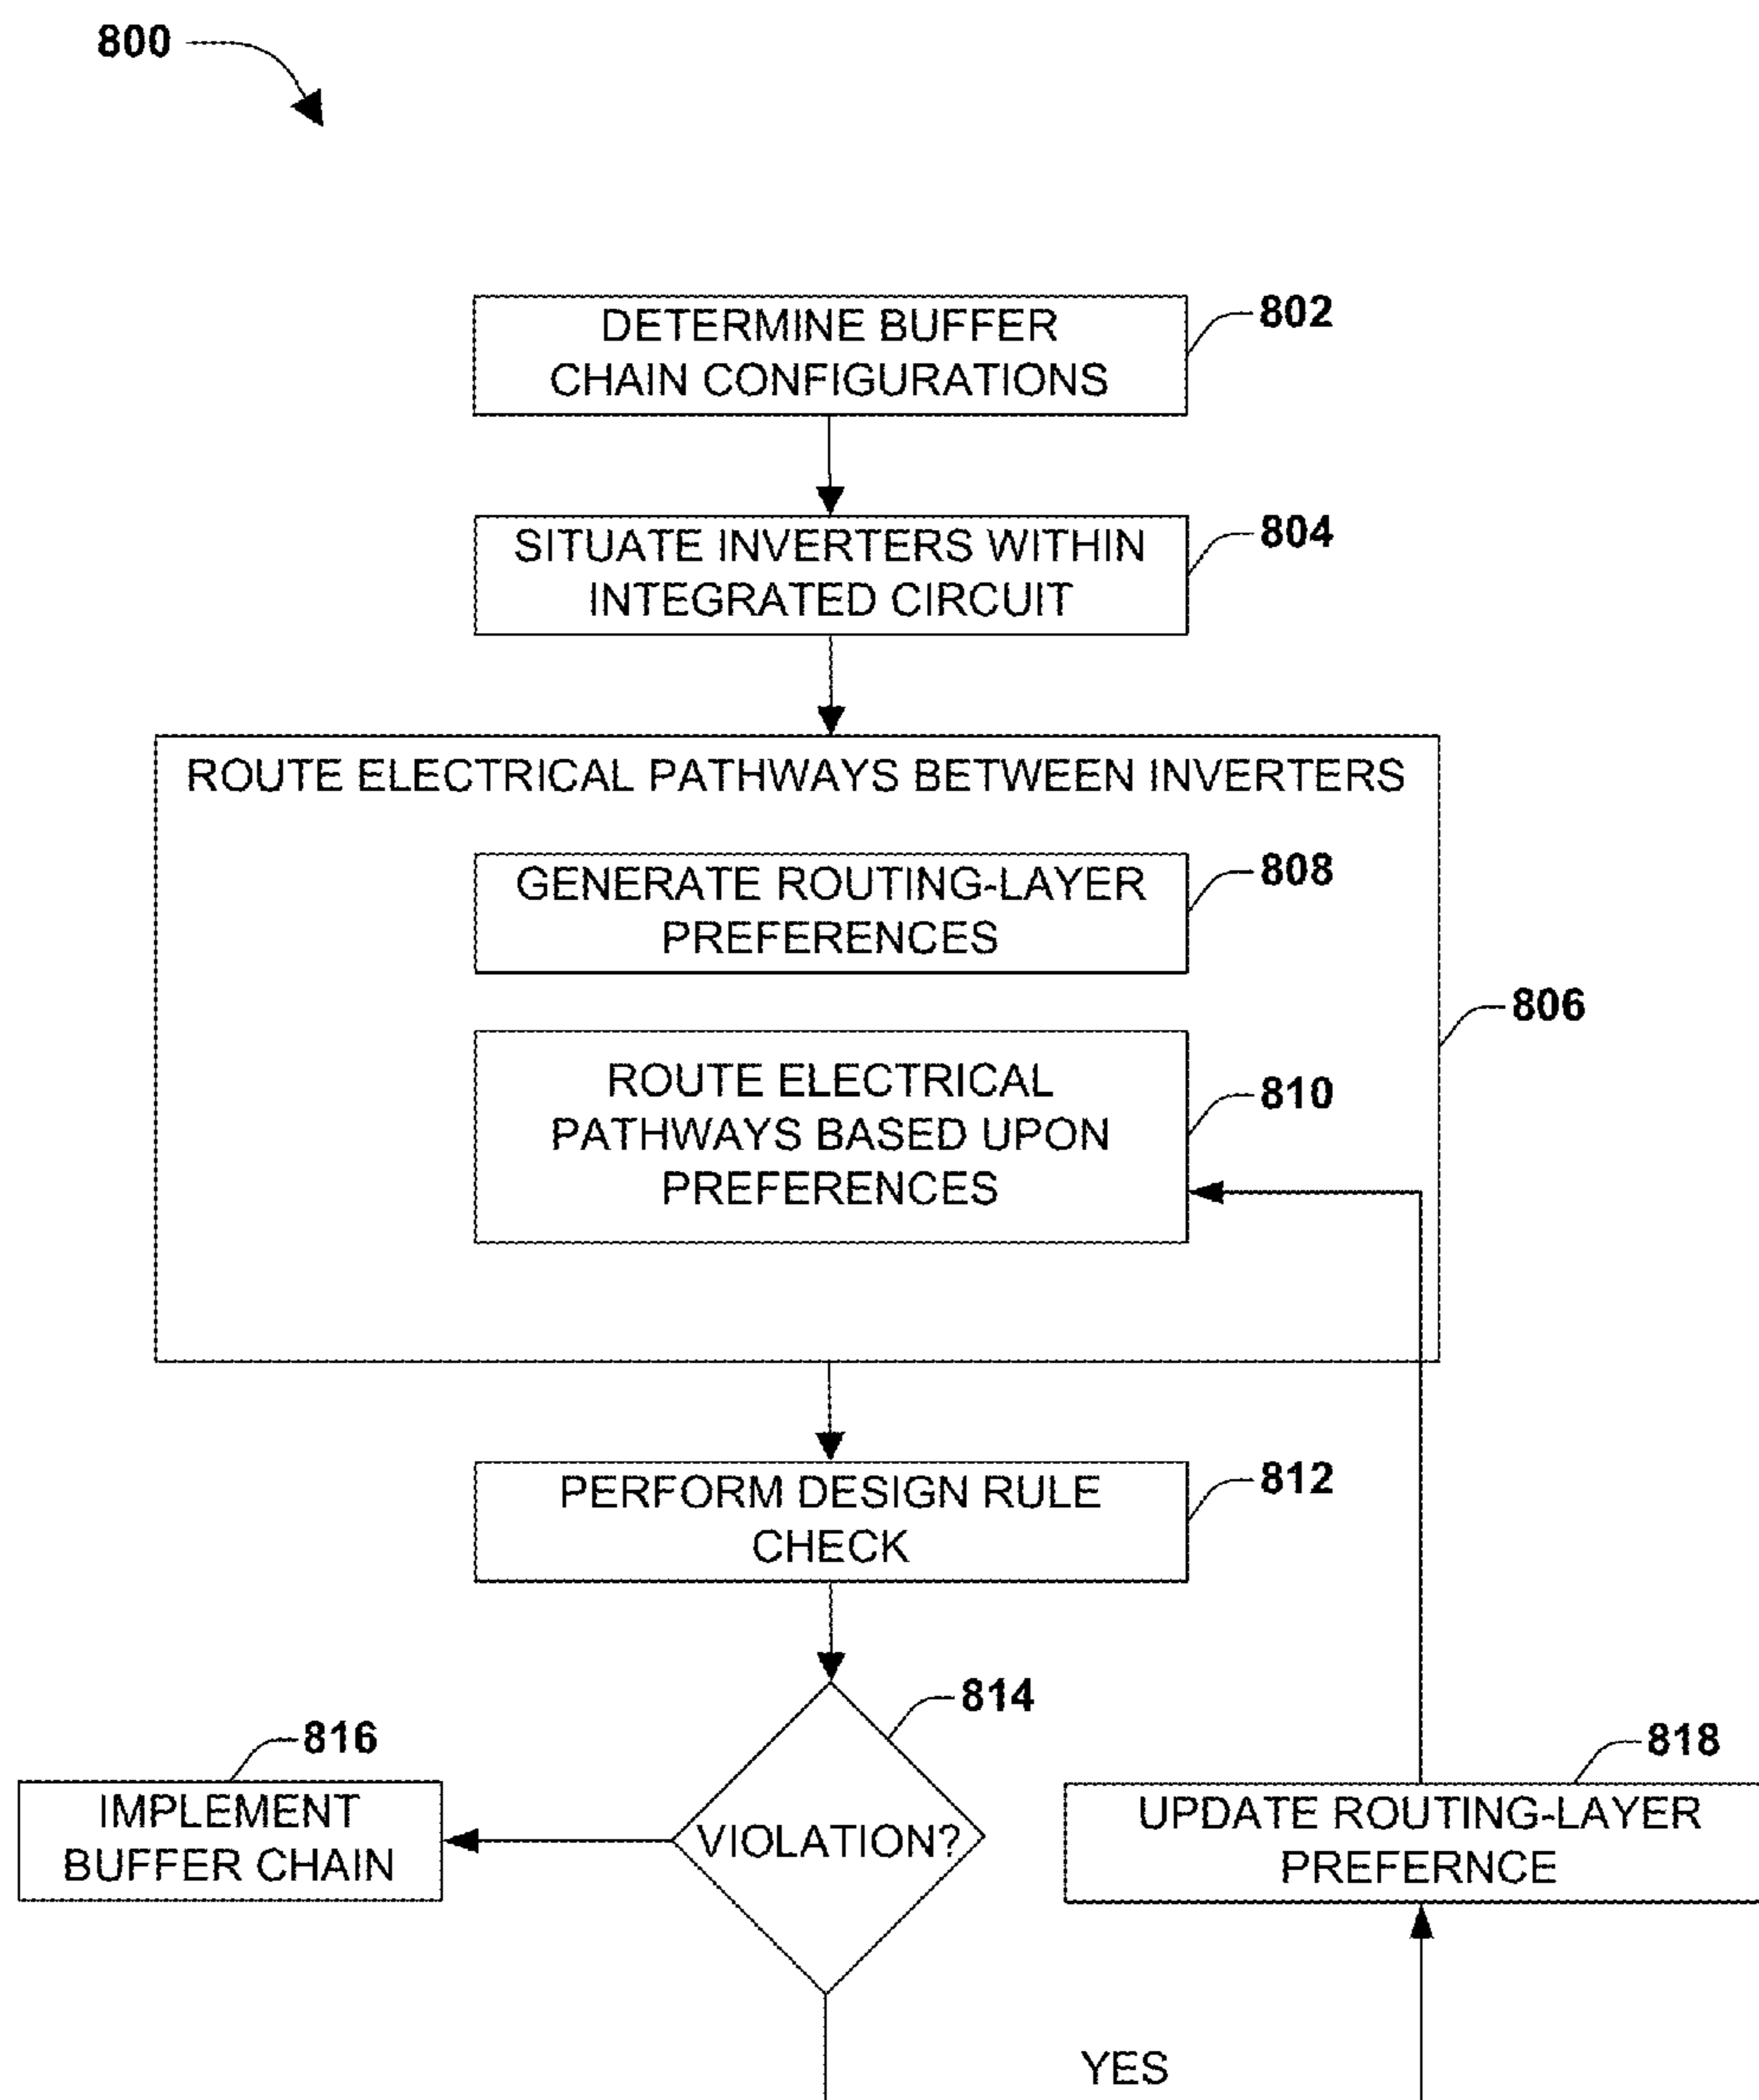 800
DETERMINE BUFFER
CHAIN CONFIGURATIONS
802
SITUATE INVERTERS WITHIN
INTEGRATED CIRCUIT
804
ROUTE ELECTRICAL PATHWAYS BETWEEN INVERTERS
GENERATE ROUTING-LAYER
PREFERENCES
808
806
ROUTE ELECTRICAL
PATHWAYS BASED UPON
PREFERENCES
810
PERFORM DESIGN RULE
CHECK
812
VIOLATION?
814
816
IMPLEMENT
BUFFER CHAIN
818
UPDATE ROUTING-LAYER
PREFERNCE
YES